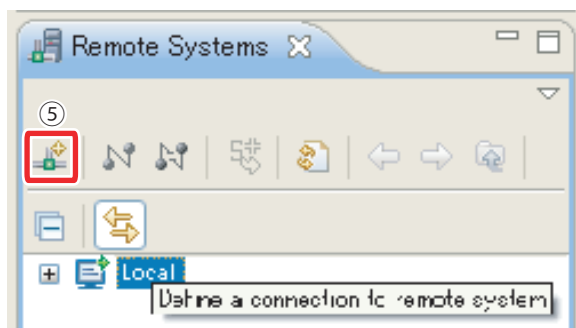 Remote Systems
⑤
Local
Define a connection to remote system